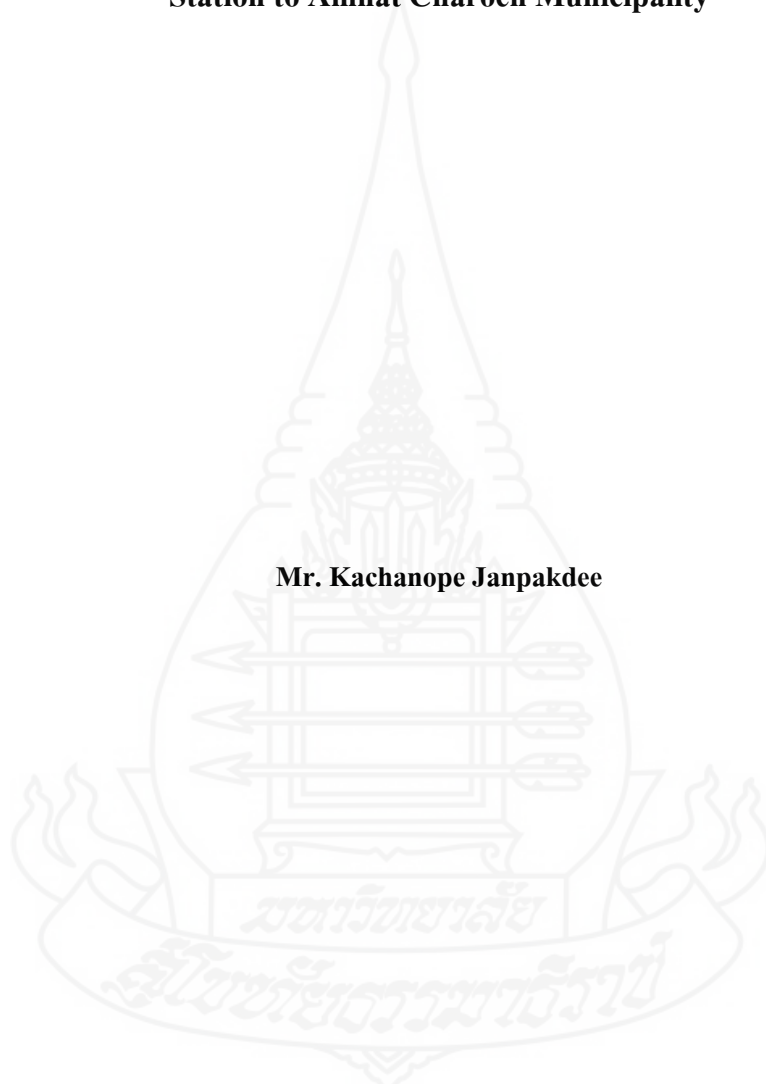 Station to Amnat Charoen Municipality
Mr. Kachanope Janpakdee
มหาวิทยาลัย
สุโขทัยธรรมาธิราช